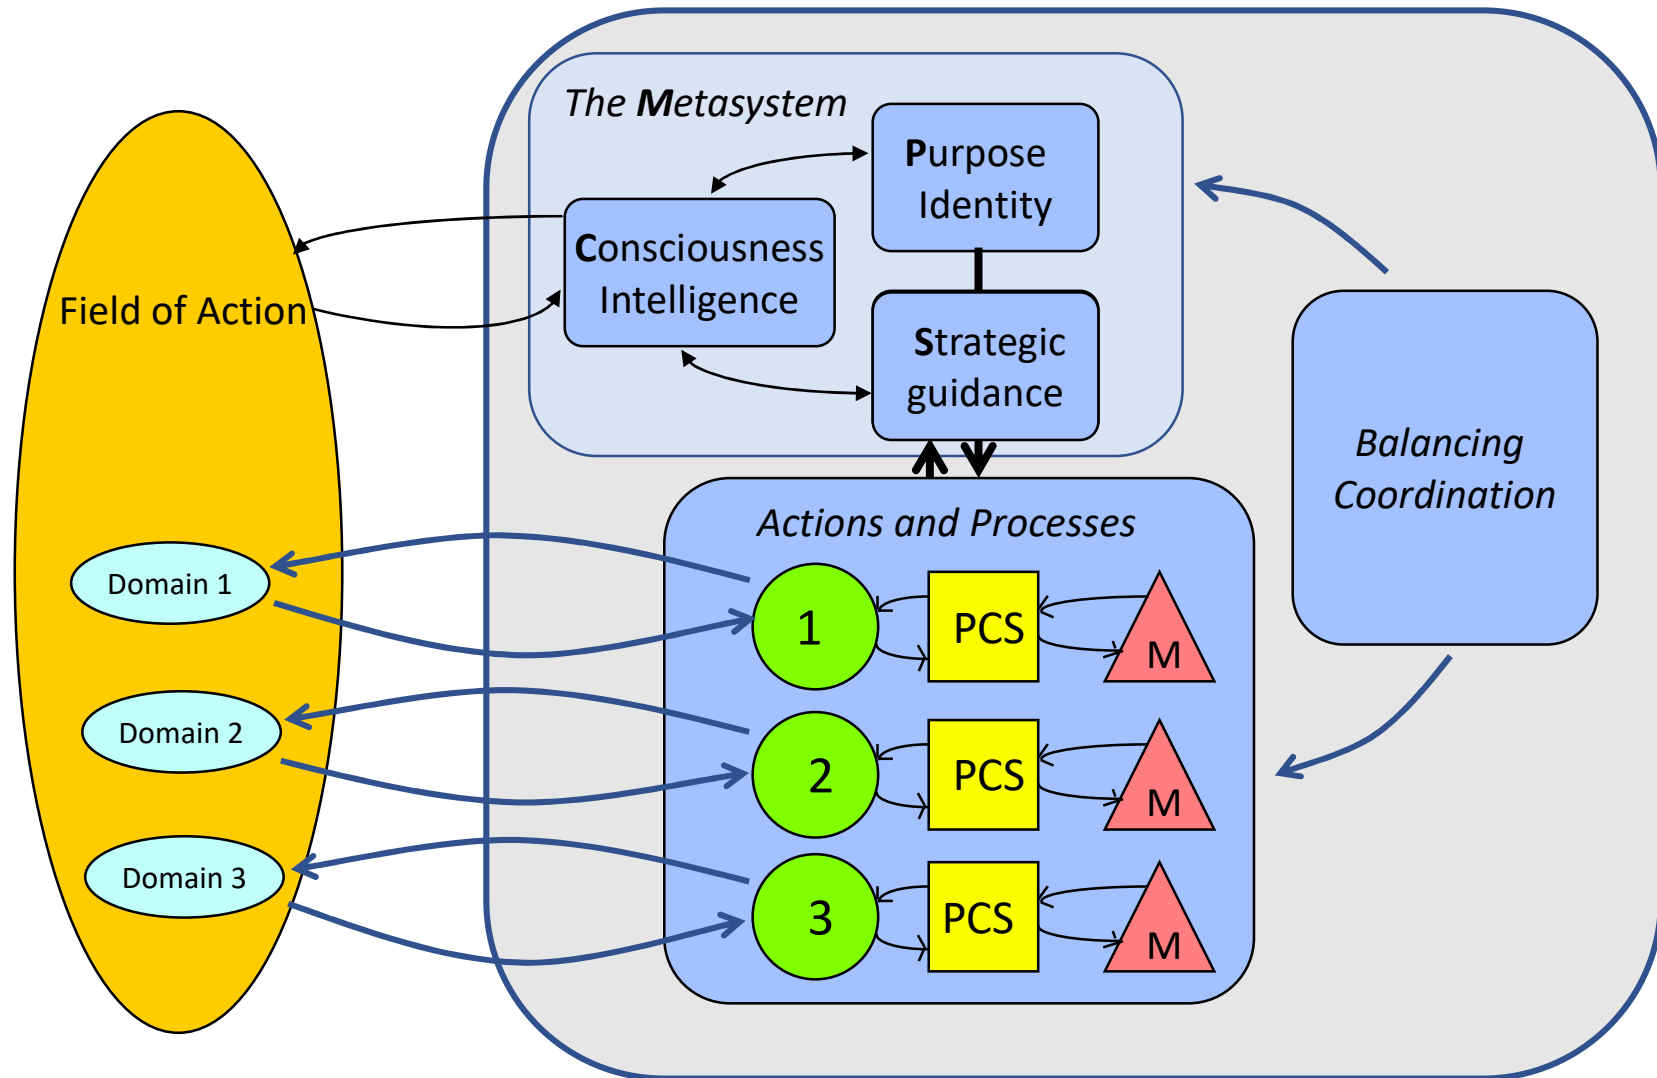 The Metasystem
Purpose
Identity
Consciousness
Intelligence
Field of Action
Strategic
guidance
Balancing
Coordination
Actions and Processes
Domain 1
1
PCS
M
Domain 2
2
PCS
M
Domain 3
3
PCS
M